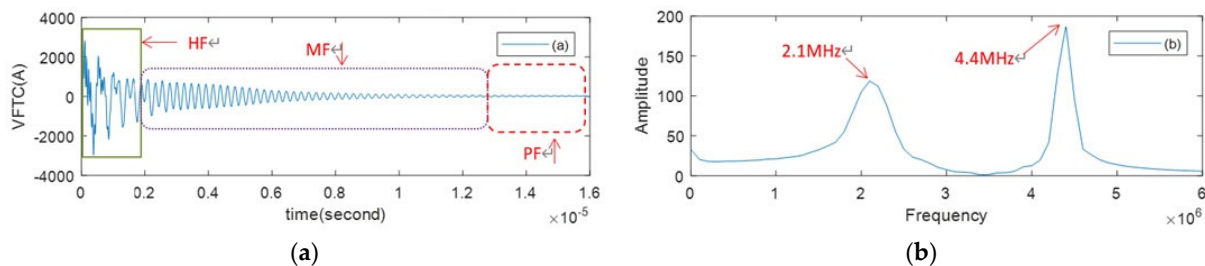 4000
2000
0
-2000
-4000
VFTC(A)
HF↵
MF↵
(a)
PF↵
0
0.2
0.4
0.6
0.8
1
1.2
1.4
1.6
×10-5
time(second)
(a)
200
150
100
50
0
Amplitude
2.1MHz↵
4.4MHz↵
(b)
0
1
2
3
4
5
6
×10 6
Frequency
(b)